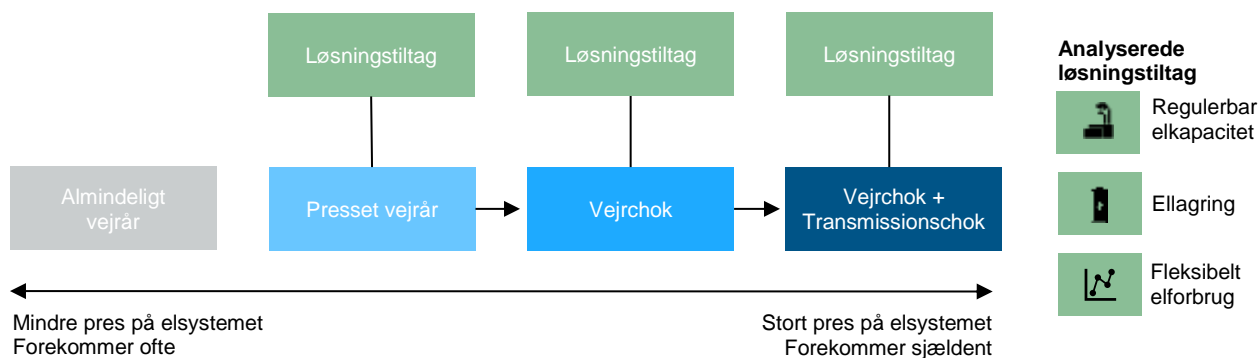 Løsningstiltag
Løsningstiltag
Løsningstiltag
Almindeligt
vejrår
Presset vejrår
Vejrchok
Vejrchok +
Transmissionschok
Mindre pres på elsystemet
Forekommer ofte
Stort pres på elsystemet
Forekommer sjældent
Analyserede
løsningstiltag
Regulerbar
elkapacitet
Ellagring
Fleksibelt
elforbrug